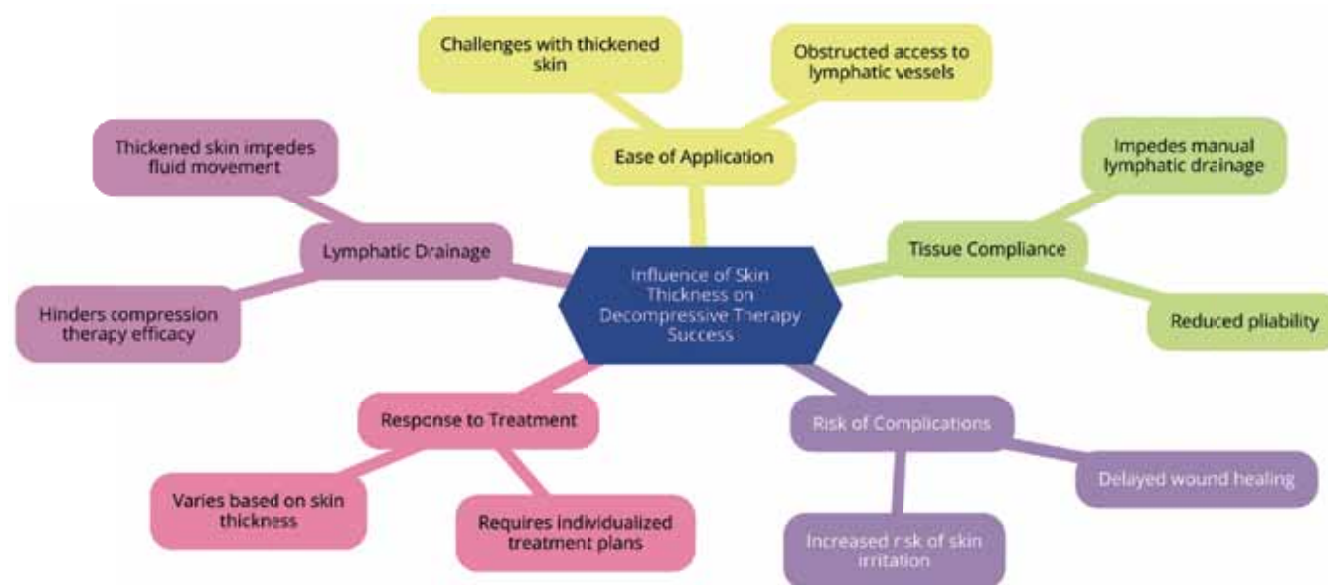 Challenges with thickened
skin
Obstructed access to
lymphatic vessels
Ease of Application
Thickened skin impedes
fluid movement
Lymphatic Drainage
Hinders compression
therapy efficacy
Impedes manual
lymphatic drainage
Tissue Compliance
Reduced pliability
Influence of Skin
Thickness on
Decompressive Therapy
Success
Response to Treatment
Varies based on skin
thickness
Requires individualized
treatment plans
Risk of Complications
Delayed wound healing
Increased risk of skin
irritation